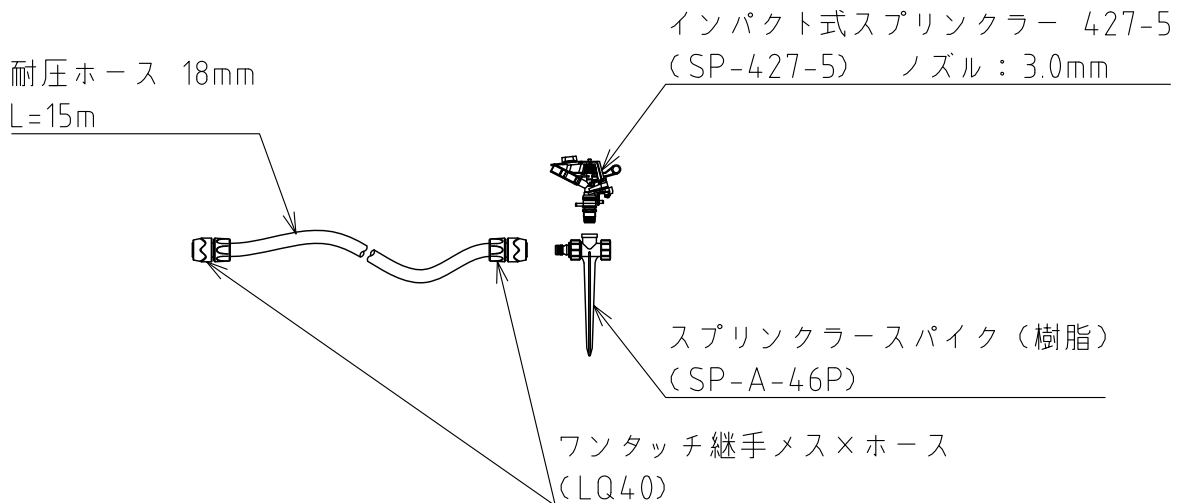 インパクト式スプリンクラー 427-5
(SP-427-5) ノズル：3.0mm
耐圧ホース 18mm
L=15m
スプリンクラースパイク（樹脂）
(SP-A-46P)
ワンタッチ継手メス×ホース
(LQ40)